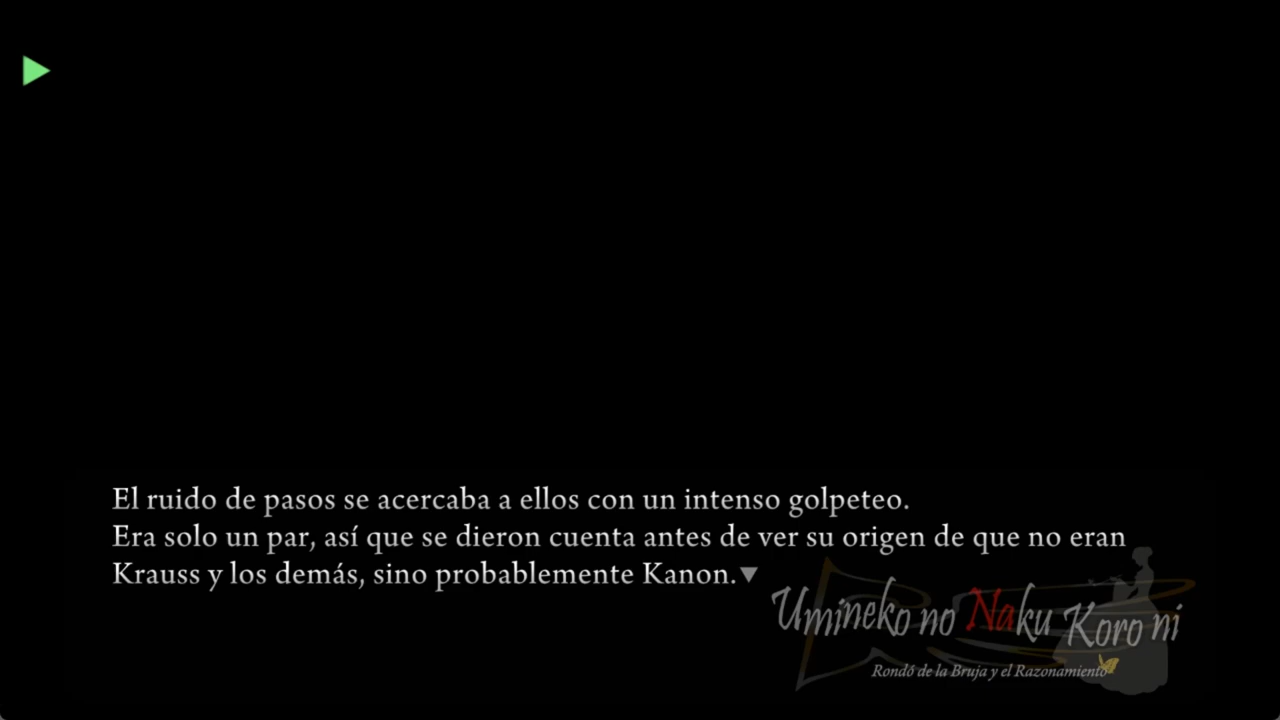 El ruido de pasos se acercaba a ellos con un intenso golpeteo.
Era solo un par, así que se dieron cuenta antes de ver su origen de que no eran
Krauss y los demás, sino probablemente Kanon.
Umineko no Naku Koro ni
Rondó de la Bruja y el Razonamiento